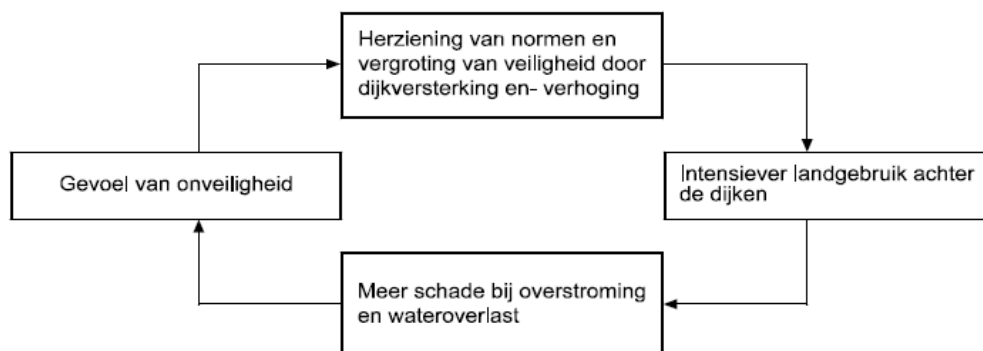 Herziening van normen en
vergroting van veiligheid door
dijkversterking en- verhoging
Gevoel van onveiligheid
Intensiever landgebruik achter
de dijken
Meer schade bij overstroming
en wateroverlast